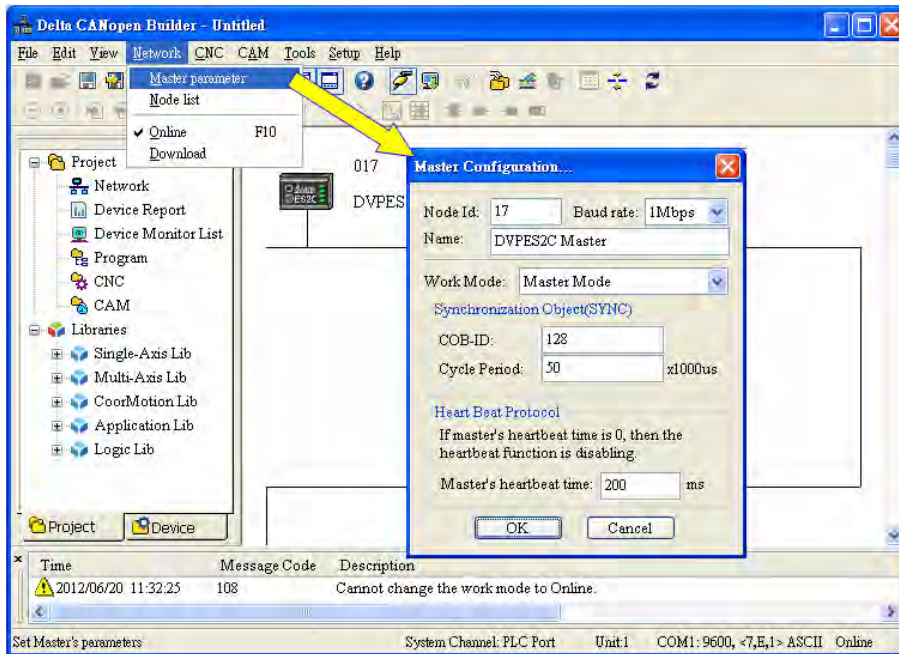 Delta CANopen Builder - Untitled
File Edit View Network CNC CAM Tools Setup Help
Master parameter
Node list
Online F10
Download
Project
Network
Device Report
Device Monitor List
Program
CNC
CAM
Libraries
Single-Axis Lib
Multi-Axis Lib
CoorMotion Lib
Application Lib
Logic Lib
Project Device
017
DVPES
ES2C
Master Configuration...
Node Id: 17 Baud rate: 1Mbps
Name: DVPES2C Master
Work Mode: Master Mode
Synchronization Object(SYNC)
COB-ID: 128
Cycle Period: 50 x1000us
Heart Beat Protocol
If master's heartbeat time is 0, then the
heartbeat function is disabling.
Master's heartbeat time: 200 ms
OK Cancel
Time Message Code Description
2012/06/20 11:32:25 108 Cannot change the work mode to Online.
Set Master's parameters System Channel: PLC Port Unit:1 COM1: 9600, <7,E,1> ASCII Online